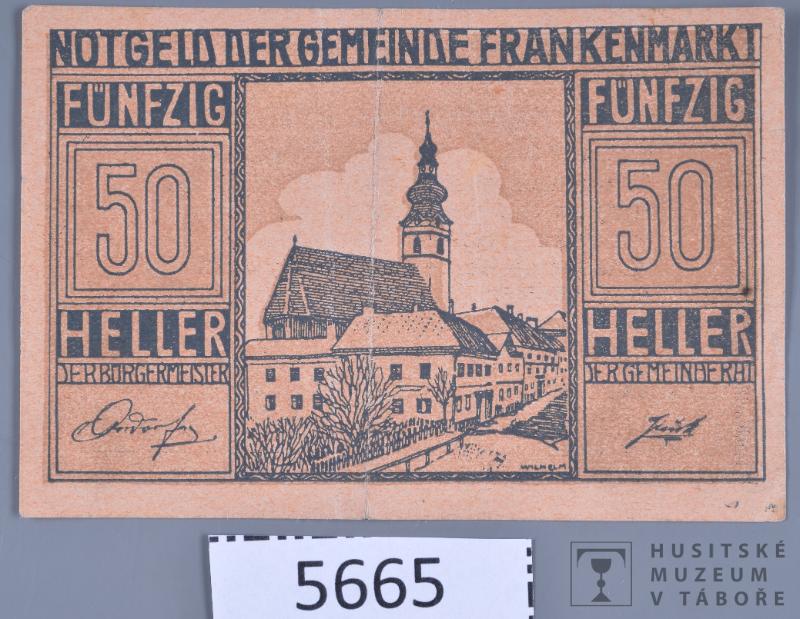 NOTGELD DER GEMEINDE FRANKENMARKT
FÜNFZIG
50
HELLER
DER BÜRGERMEISTER
FÜNFZIG
50
HELLER
DER GEMEINDERAT
WILHELM
5665
HUSITSKÉ
MUZEUM
V TÁBOŘE